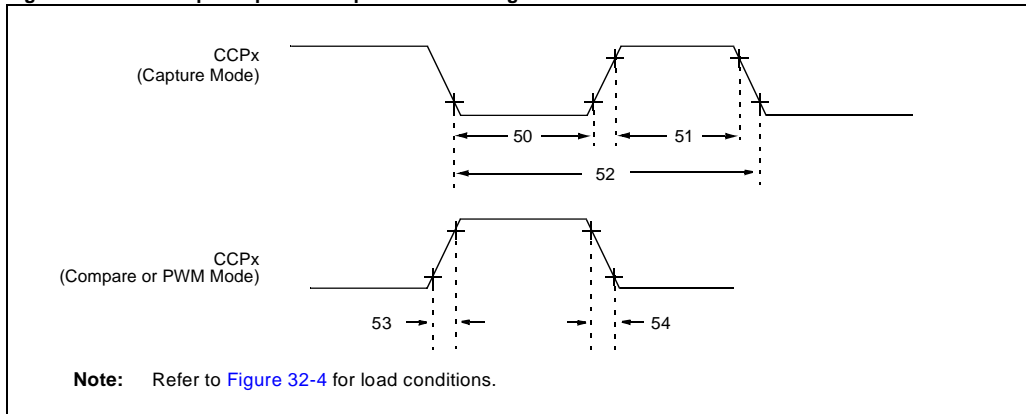 CCPx
(Capture Mode)
50
51
52
CCPx
(Compare or PWM Mode)
53
54
Note: Refer to Figure 32-4 for load conditions.